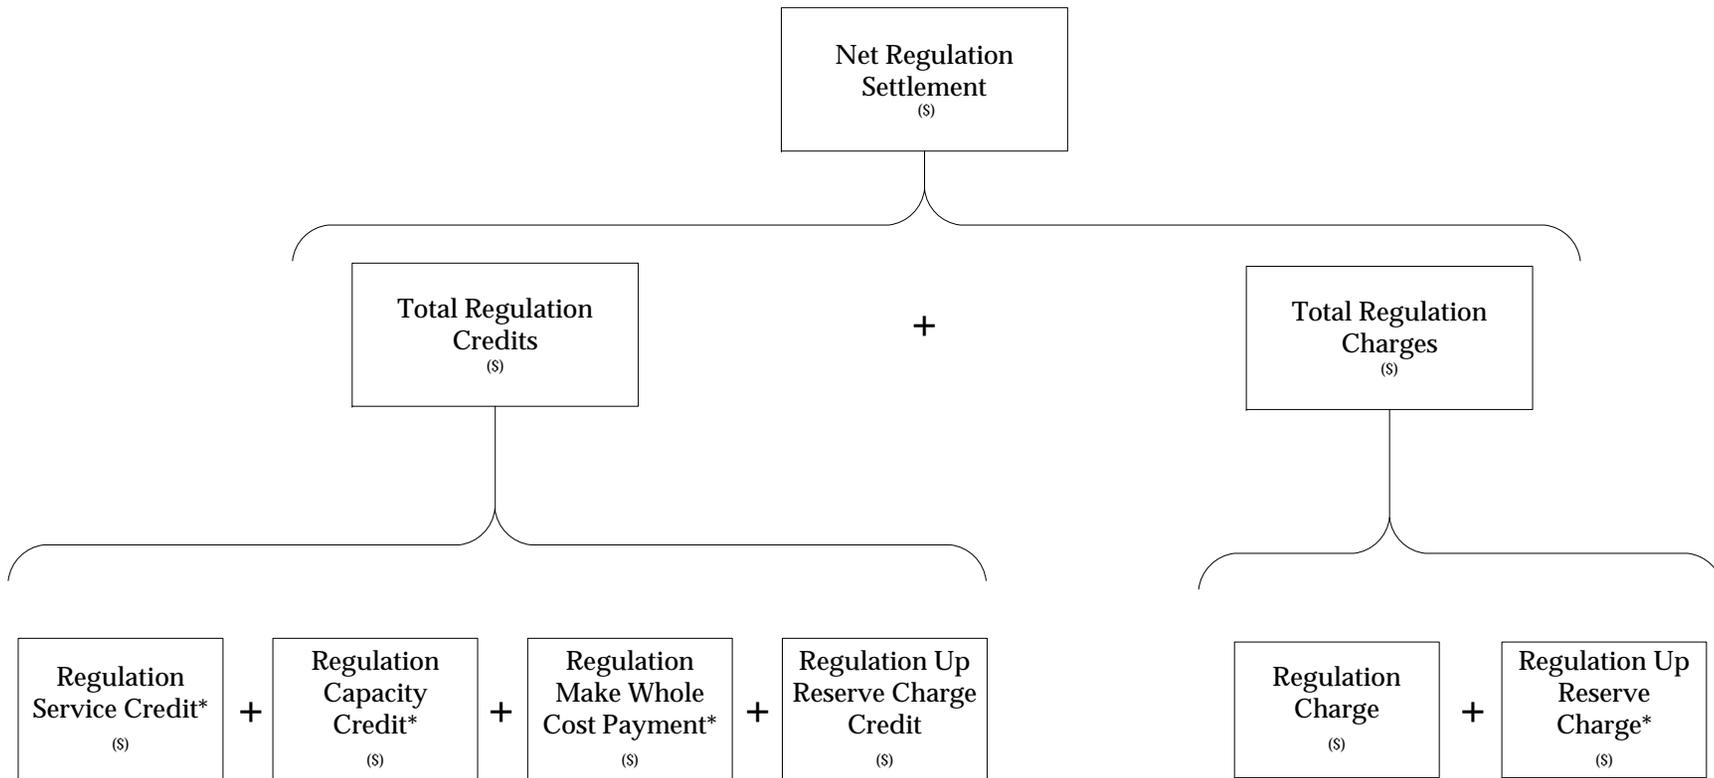 Net Regulation
Settlement
($)
Total Regulation
Credits
($)
+
Total Regulation
Charges
($)
Regulation
Service Credit*
($)
+
Regulation
Capacity
Credit*
($)
+
Regulation
Make Whole
Cost Payment*
($)
+
Regulation Up
Reserve Charge
Credit
($)
Regulation
Charge
($)
+
Regulation Up
Reserve
Charge*
($)